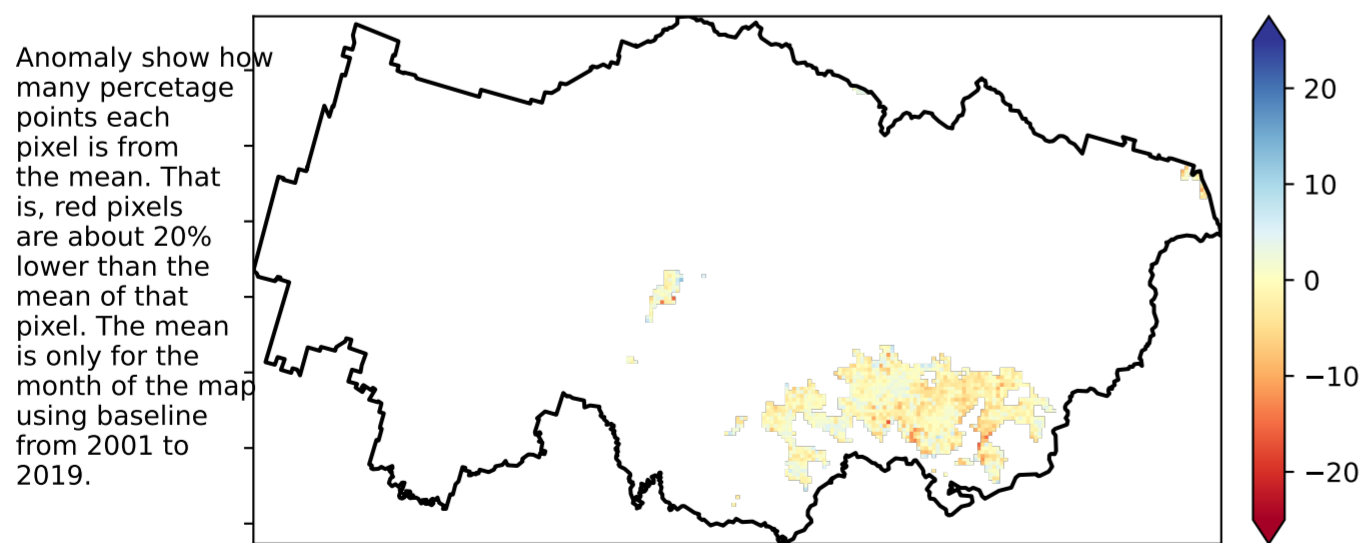 Anomaly show how
many percetage
points each
pixel is from
the mean. That
is, red pixels
are about 20%
lower than the
mean of that
pixel. The mean
is only for the
month of the map
using baseline
from 2001 to
2019.
20
10
0
−10
−20